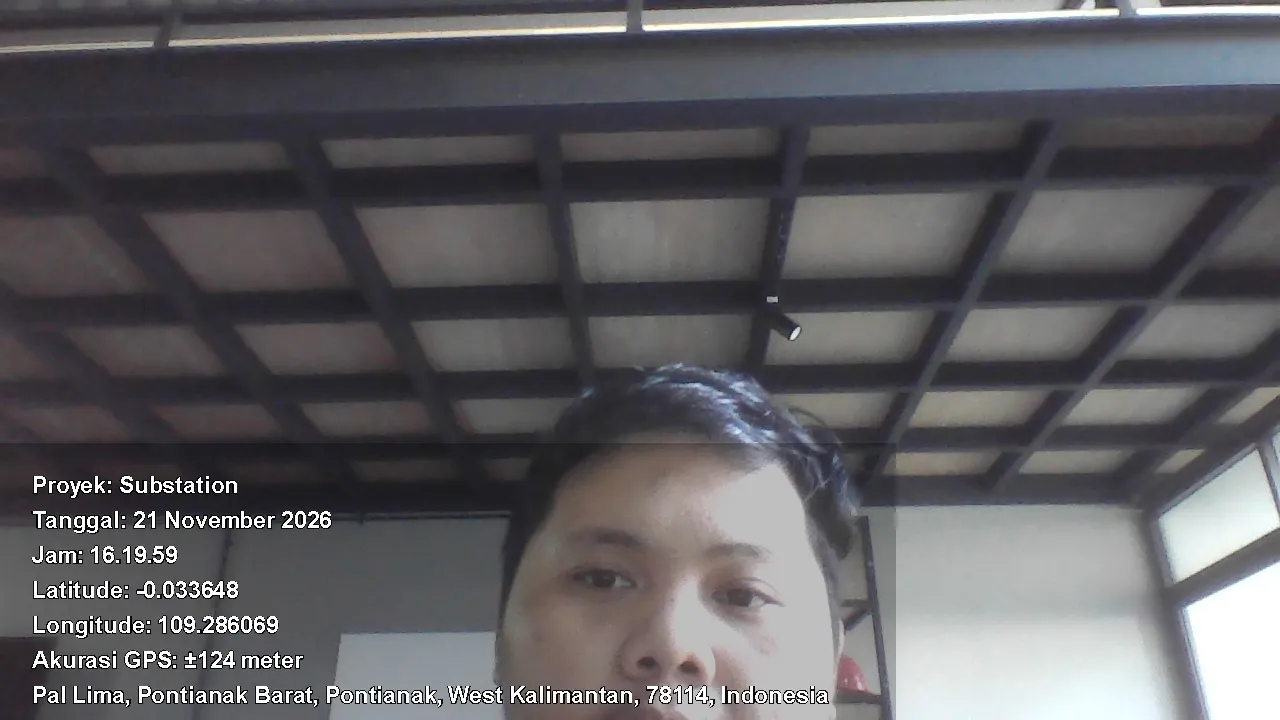 Proyek: Substation
Tanggal: 21 November 2026
Jam: 16.19.59
Latitude: -0.033648
Longitude: 109.286069
Akurasi GPS: ±124 meter
Pal Lima, Pontianak Barat, Pontianak, West Kalimantan, 78114, Indonesia